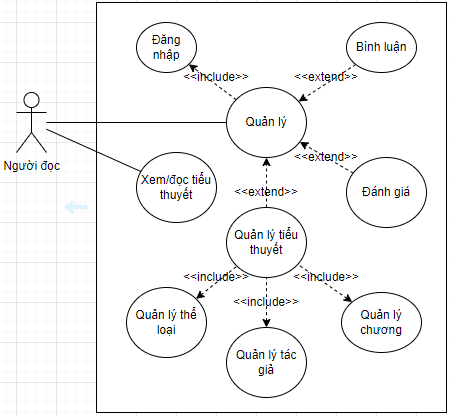 Đăng
nhập
Bình luận
<<include>>
<<extend>>
Quản lý
Người đọc
<<extend>>
Xem/đọc tiểu
thuyết
<<extend>>
Đánh giá
Quản lý tiểu
thuyết
<<include>>
<<include>>
<<include>>
Quản lý thể
loại
Quản lý
chương
Quản lý tác
giả